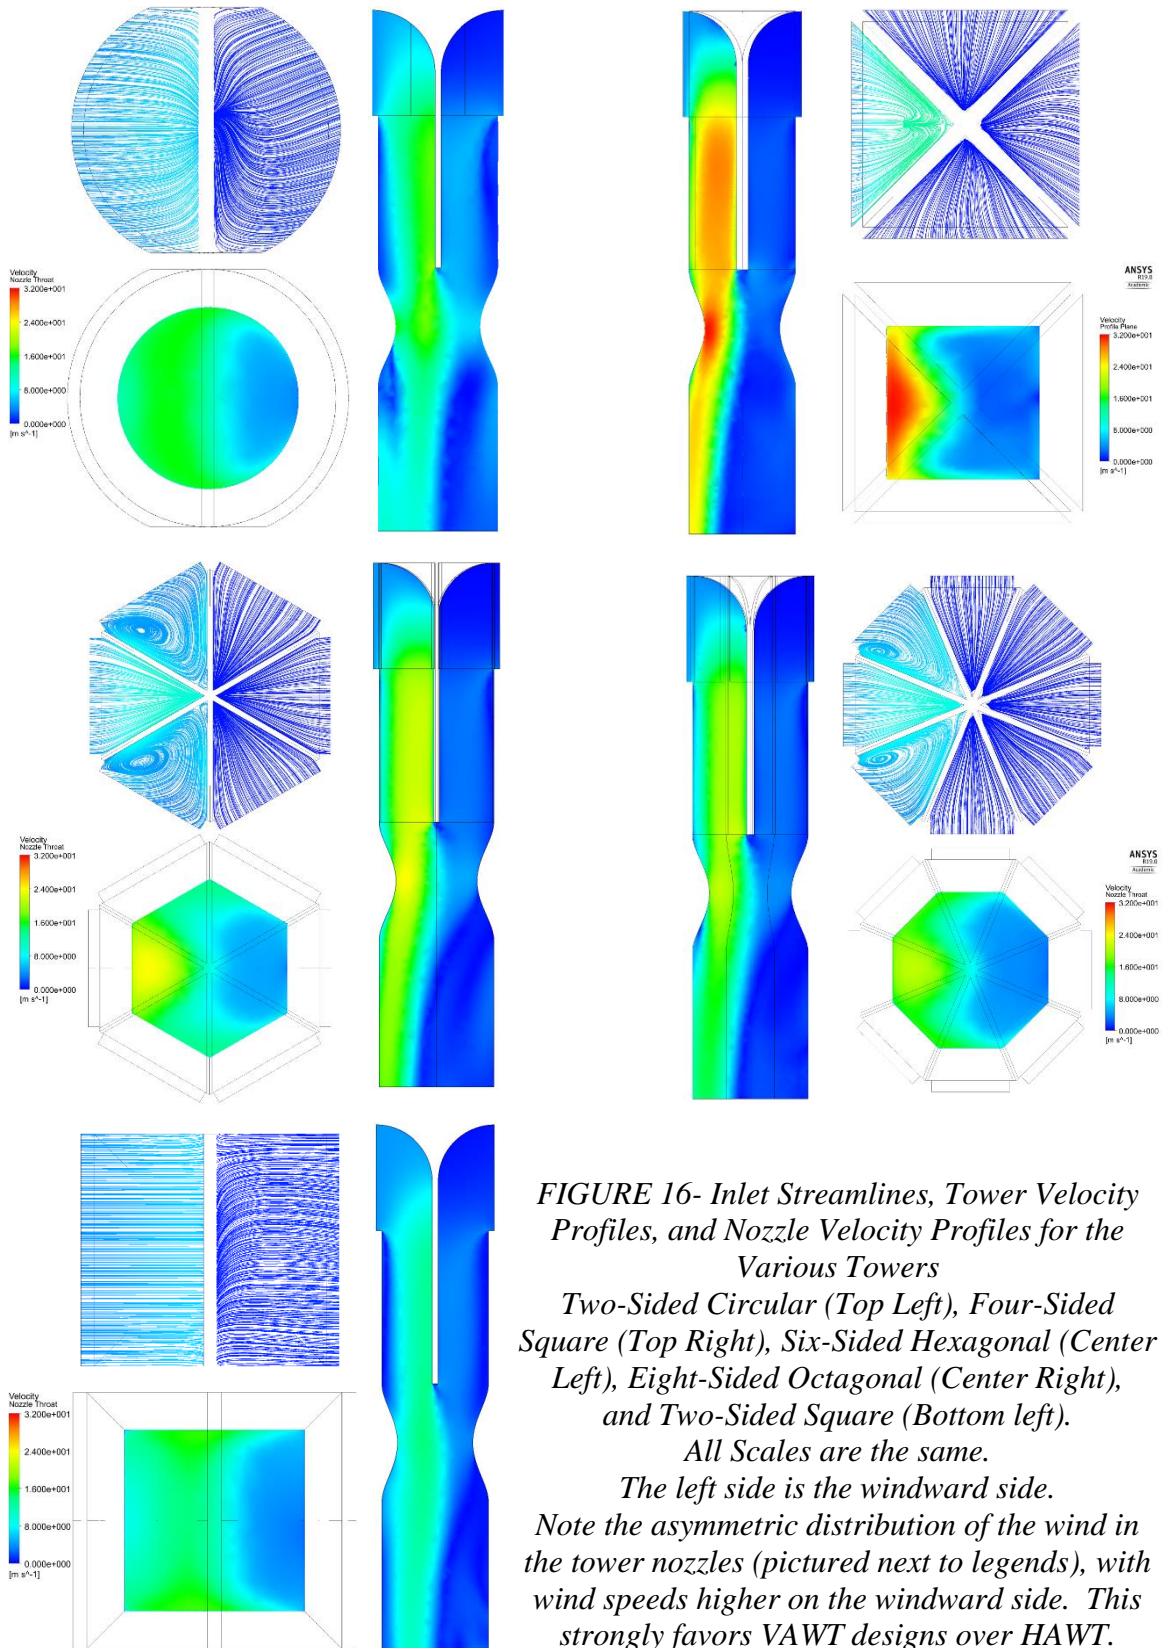 Velocity
Nozzle Throat
3.200e+001
2.400e+001
1.600e+001
8.000e+000
0.000e+000
[m s^-1]
ANSYS
R19.0
Academic
Velocity
Profile Plane
3.200e+001
2.400e+001
1.600e+001
8.000e+000
0.000e+000
[m s^-1]
Velocity
Nozzle Throat
3.200e+001
2.400e+001
1.600e+001
8.000e+000
0.000e+000
[m s^-1]
ANSYS
R19.0
Academic
Velocity
Nozzle Throat
3.200e+001
2.400e+001
1.600e+001
8.000e+000
0.000e+000
[m s^-1]
Velocity
Nozzle Throat
3.200e+001
2.400e+001
1.600e+001
8.000e+000
0.000e+000
[m s^-1]
FIGURE 16- Inlet Streamlines, Tower Velocity
Profiles, and Nozzle Velocity Profiles for the
Various Towers
Two-Sided Circular (Top Left), Four-Sided
Square (Top Right), Six-Sided Hexagonal (Center
Left), Eight-Sided Octagonal (Center Right),
and Two-Sided Square (Bottom left).
All Scales are the same.
The left side is the windward side.
Note the asymmetric distribution of the wind in
the tower nozzles (pictured next to legends), with
wind speeds higher on the windward side.  This
strongly favors VAWT designs over HAWT.